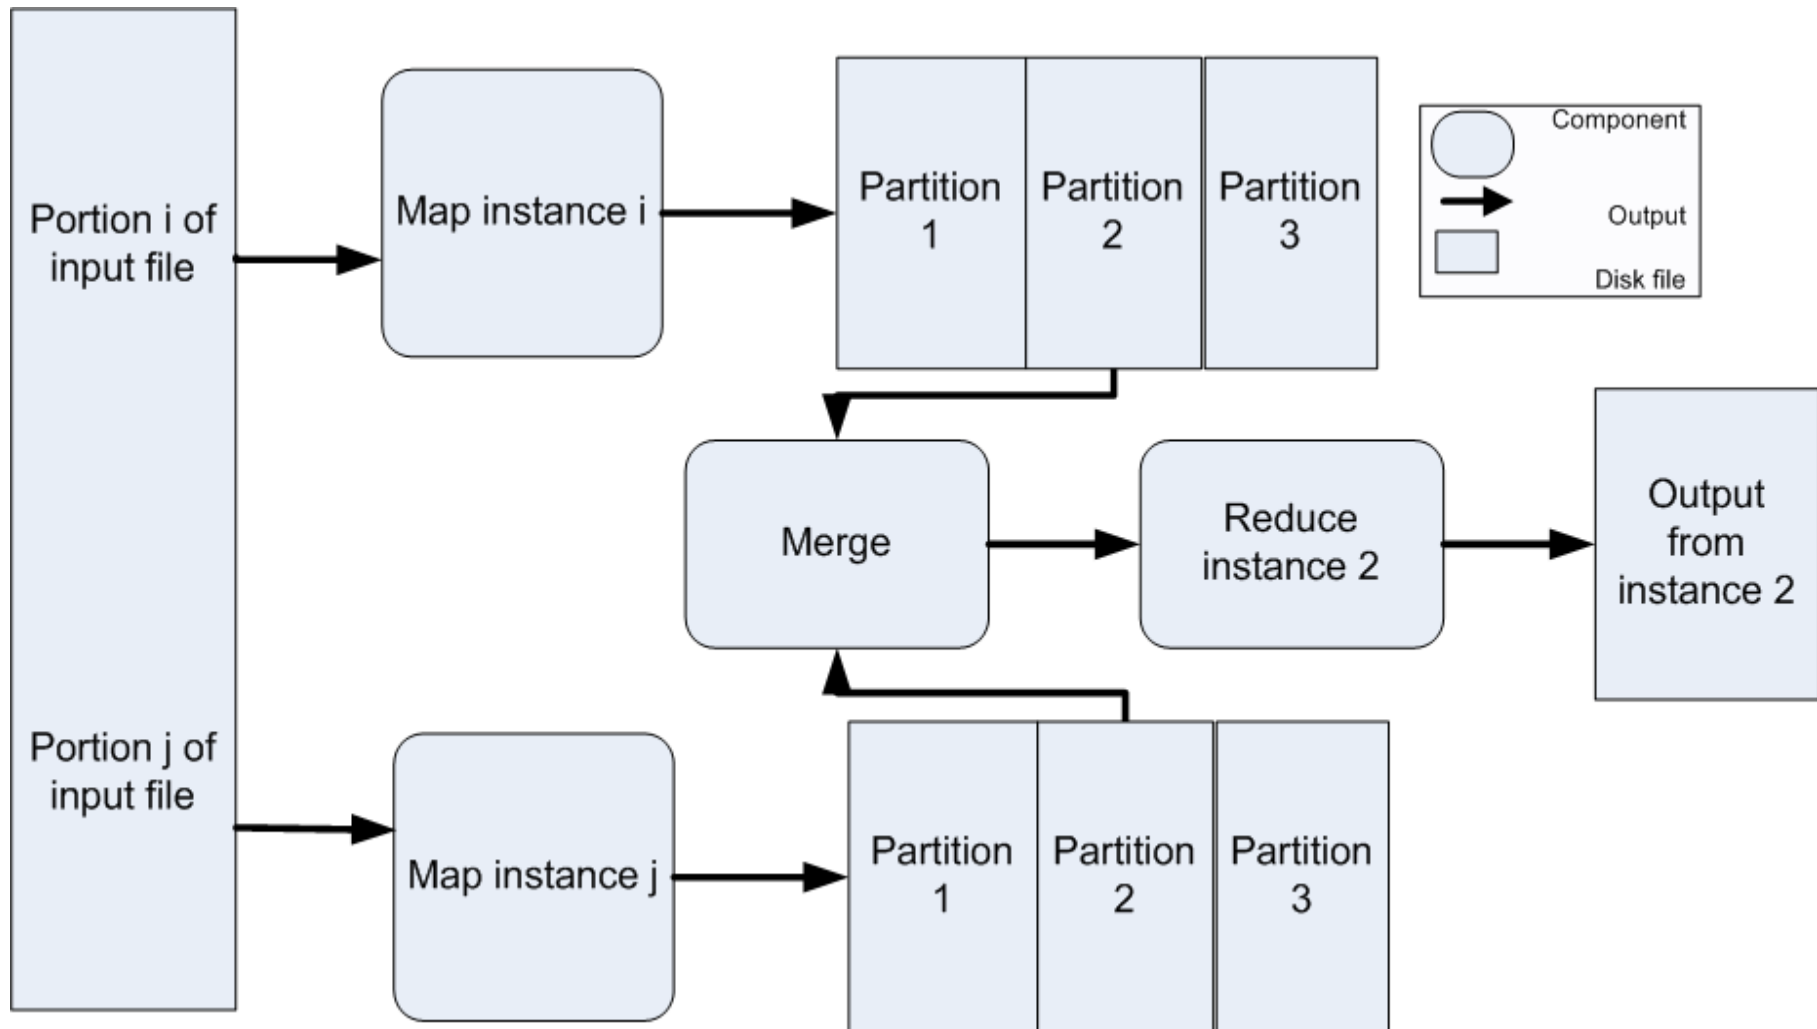 Portion i of
input file
Map instance i
Partition
1
Partition
2
Partition
3
Component
Output
Disk file
Merge
Reduce
instance 2
Output
from
instance 2
Portion j of
input file
Map instance j
Partition
1
Partition
2
Partition
3